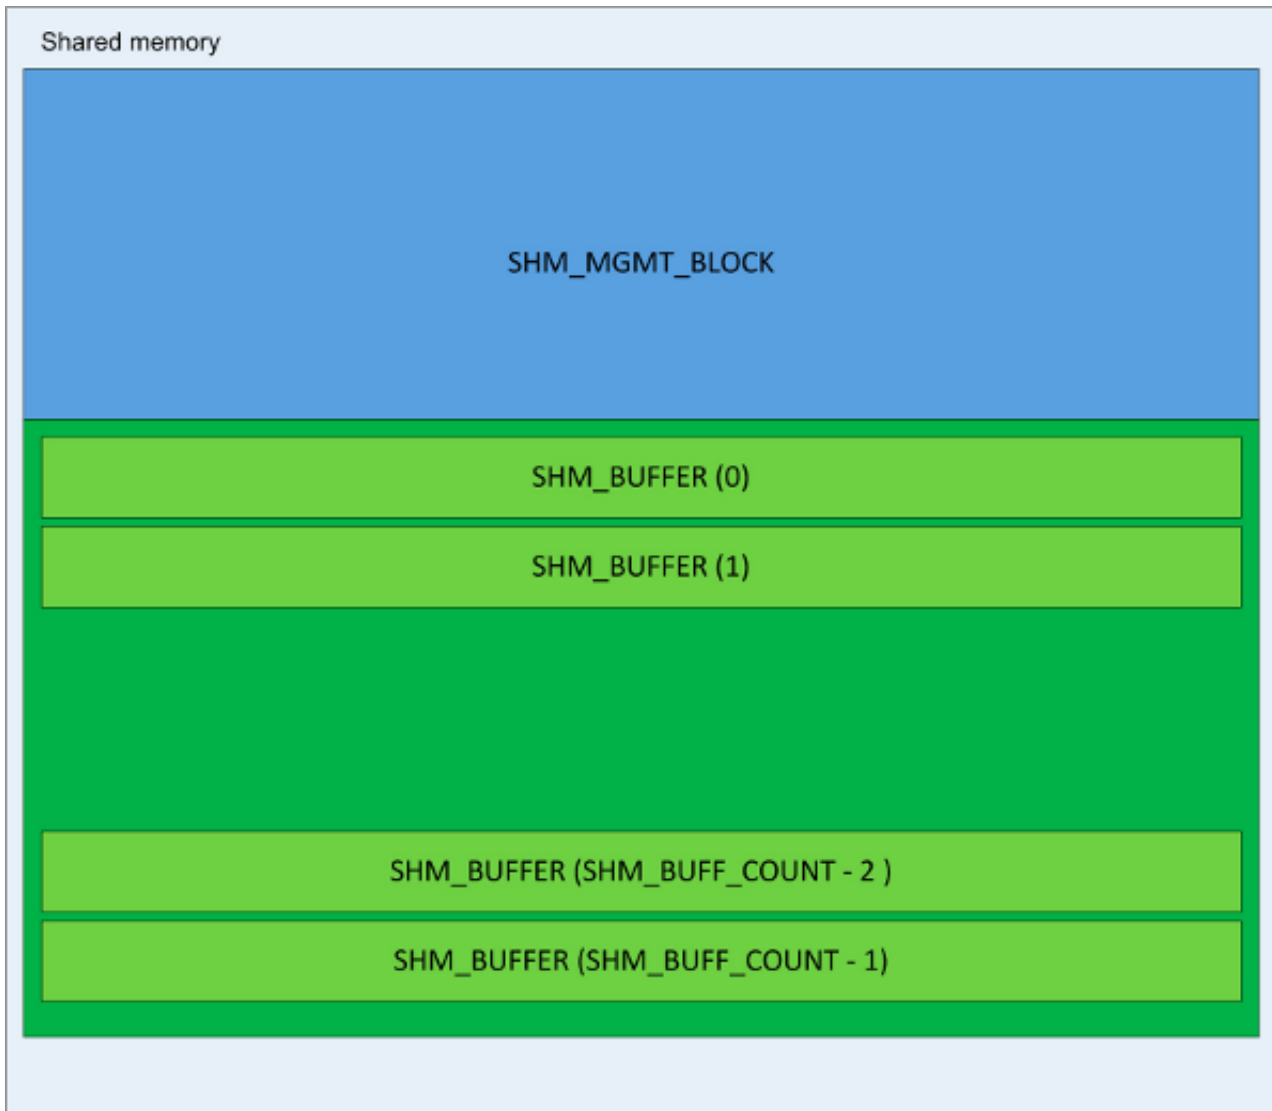 Shared memory
SHM_MGMT_BLOCK
SHM_BUFFER (0)
SHM_BUFFER (1)
SHM_BUFFER (SHM_BUFF_COUNT - 2 )
SHM_BUFFER (SHM_BUFF_COUNT - 1)